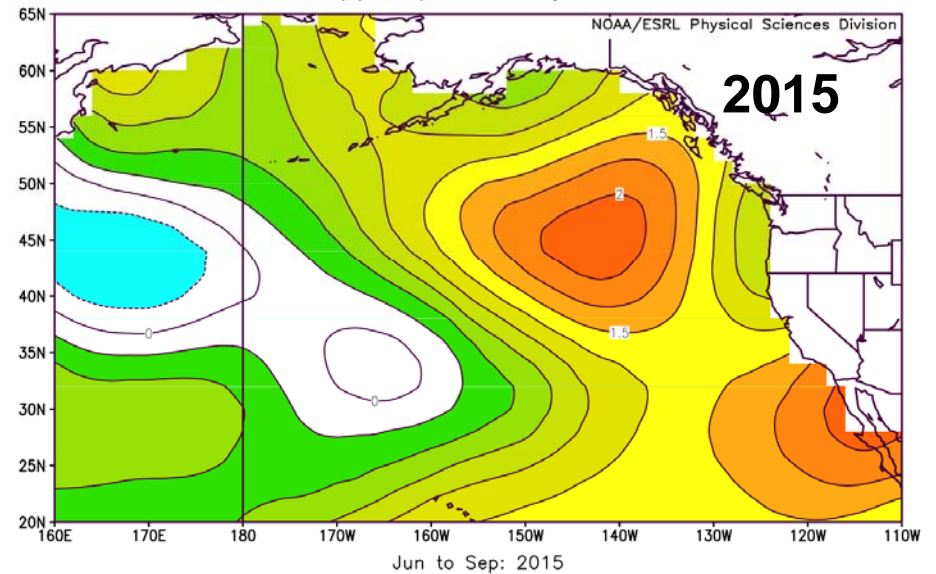 65N
NOAA/ESRL Physical Sciences Division
60N
2015
55N
1.5
50N
2
45N
40N
0
1.5
35N
0
30N
25N
20N
160E 170E 180 170W 160W 150W 140W 130W 120W 110W
Jun to Sep: 2015